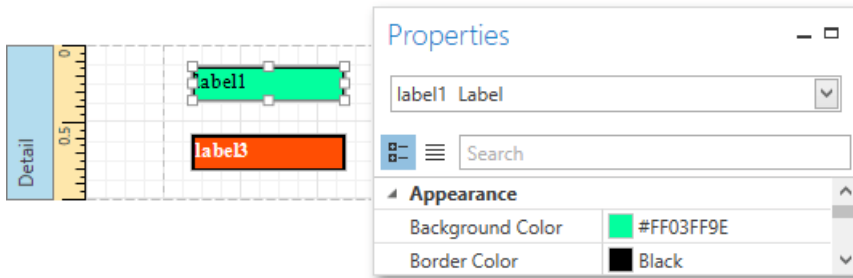 Properties
label1 Label
Search
Appearance
Background Color #FF03FF9E
Border Color Black
Detail
0
0.5
label1
label3